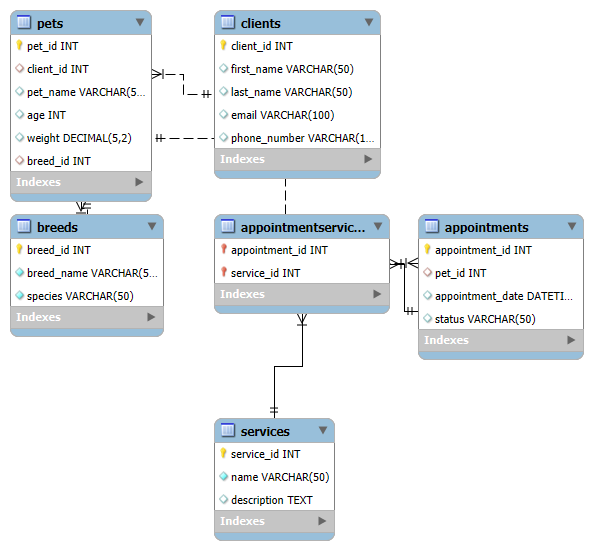 pets
pet_id INT
client_id INT
pet_name VARCHAR(5...
age INT
weight DECIMAL(5,2)
breed_id INT
Indexes
clients
client_id INT
first_name VARCHAR(50)
last_name VARCHAR(50)
email VARCHAR(100)
phone_number VARCHAR(1...
Indexes
breeds
breed_id INT
breed_name VARCHAR(5...
species VARCHAR(50)
Indexes
appointmentservic...
appointment_id INT
service_id INT
Indexes
appointments
appointment_id INT
pet_id INT
appointment_date DATETI...
status VARCHAR(50)
Indexes
services
service_id INT
name VARCHAR(50)
description TEXT
Indexes